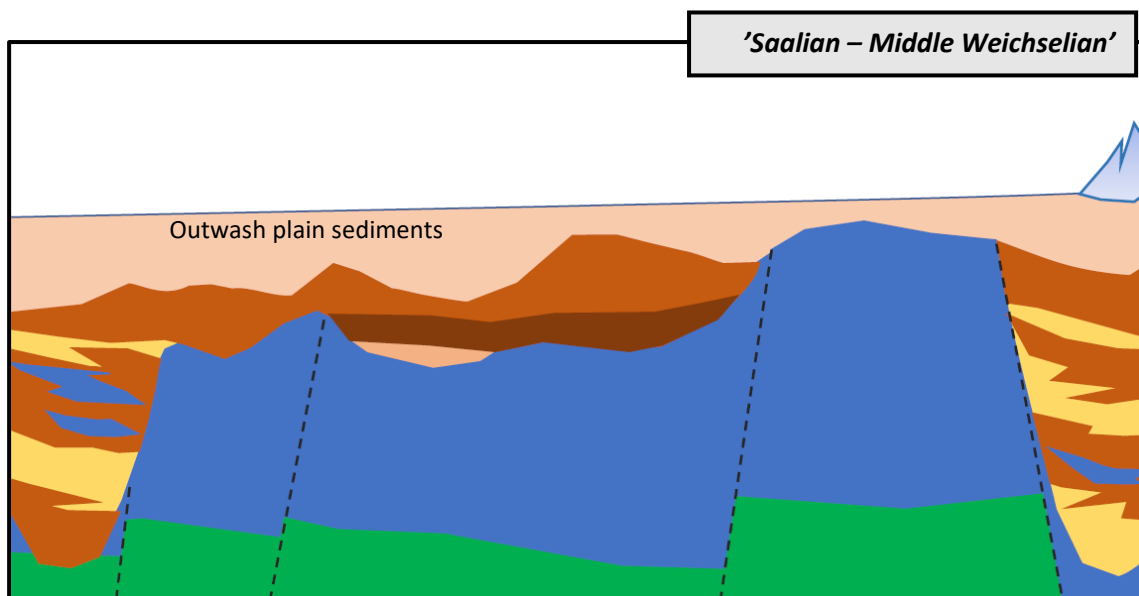 ’Saalian – Middle Weichselian’
Outwash plain sediments